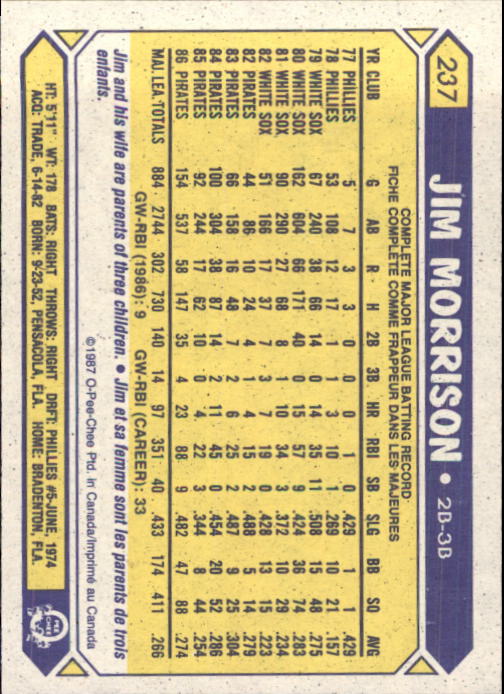 237
JIM MORRISON • 2B-3B
COMPLETE MAJOR LEAGUE BATTING RECORD
FICHE COMPLETE COMME FRAPPEUR DANS LES MAJEURES
YR CLUB G AB R H 2B 3B HR RBI SB SLG BB SO AVG
77 PHILLIES 5 7 3 3 0 0 0 1 0 .429 1 1 .429
78 PHILLIES 53 108 12 17 1 1 3 10 1 .269 10 21 .157
79 WHITE SOX 67 240 38 66 14 0 14 35 11 .508 15 48 .275
80 WHITE SOX 162 604 66 171 40 0 15 57 9 .424 36 74 .283
81 WHITE SOX 90 290 27 68 8 1 10 34 3 .372 10 29 .234
82 WHITE SOX 51 166 17 37 7 3 7 19 0 .428 13 15 .223
82 PIRATES 44 86 10 24 4 1 4 15 2 .488 5 14 .279
83 PIRATES 66 158 16 48 7 2 6 25 2 .487 9 25 .304
84 PIRATES 100 304 38 87 14 2 11 45 0 .454 20 52 .286
85 PIRATES 92 244 17 62 10 0 4 22 3 .344 8 44 .254
86 PIRATES 154 537 58 147 35 4 23 88 9 .482 47 88 .274
MAJ. LEA. TOTALS 884 2744 302 730 140 14 97 351 40 .433 174 411 .266
GW-RBI (1986): 9 GW-RBI (CAREER): 33
Jim and his wife are parents of three children. • Jim et sa femme sont les parents de trois
enfants.
©1987 O-Pee-Chee Ptd. in Canada/Imprimé au Canada
HT: 5'11" WT: 178 BATS: RIGHT THROWS: RIGHT DRFT: PHILLIES #5-JUNE, 1974
ACQ: TRADE, 6-14-82 BORN: 9-23-52, PENSACOLA, FLA. HOME: BRADENTON, FLA.
O PEE CHEE